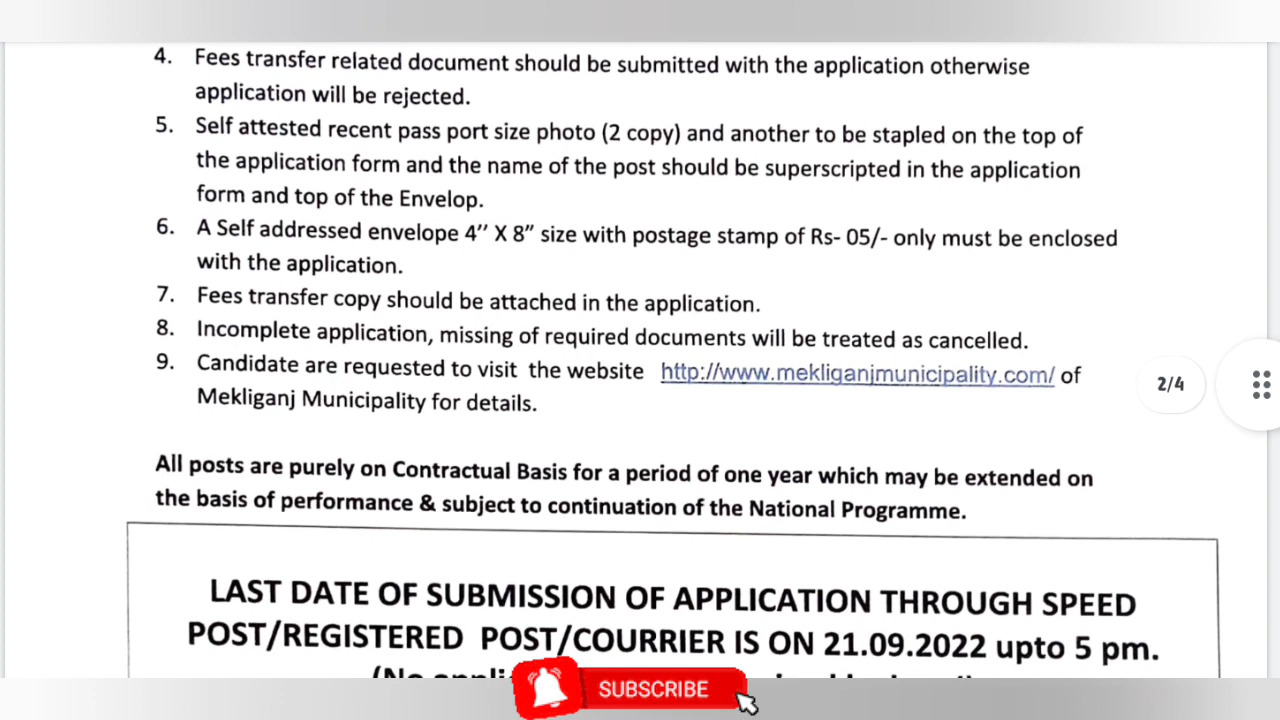 4. Fees transfer related document should be submitted with the application otherwise
application will be rejected.
5. Self attested recent pass port size photo (2 copy) and another to be stapled on the top of
the application form and the name of the post should be superscripted in the application
form and top of the Envelop.
6. A Self addressed envelope 4’’ X 8” size with postage stamp of Rs- 05/- only must be enclosed
with the application.
7. Fees transfer copy should be attached in the application.
8. Incomplete application, missing of required documents will be treated as cancelled.
9. Candidate are requested to visit the website http://www.mekliganjmunicipality.com/ of
Mekliganj Municipality for details.
2/4
All posts are purely on Contractual Basis for a period of one year which may be extended on
the basis of performance & subject to continuation of the National Programme.
LAST DATE OF SUBMISSION OF APPLICATION THROUGH SPEED
POST/REGISTERED POST/COURRIER IS ON 21.09.2022 upto 5 pm.
(No
SUBSCRIBE